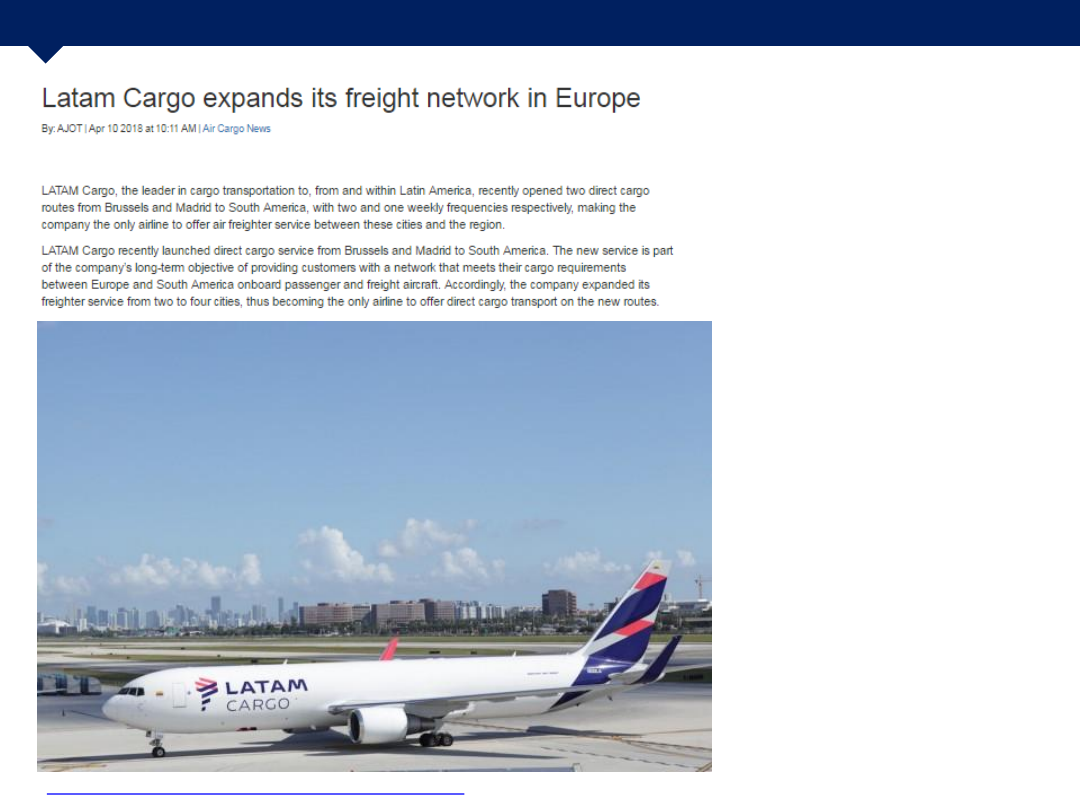 Latam Cargo expands its freight network in Europe
By: AJOT | Apr 10 2018 at 10:11 AM | Air Cargo News
LATAM Cargo, the leader in cargo transportation to, from and within Latin America, recently opened two direct cargo
routes from Brussels and Madrid to South America, with two and one weekly frequencies respectively, making the
company the only airline to offer air freighter service between these cities and the region.
LATAM Cargo recently launched direct cargo service from Brussels and Madrid to South America. The new service is part
of the company's long-term objective of providing customers with a network that meets their cargo requirements
between Europe and South America onboard passenger and freight aircraft. Accordingly, the company expanded its
freighter service from two to four cities, thus becoming the only airline to offer direct cargo transport on the new routes.
LATAM
CARGO